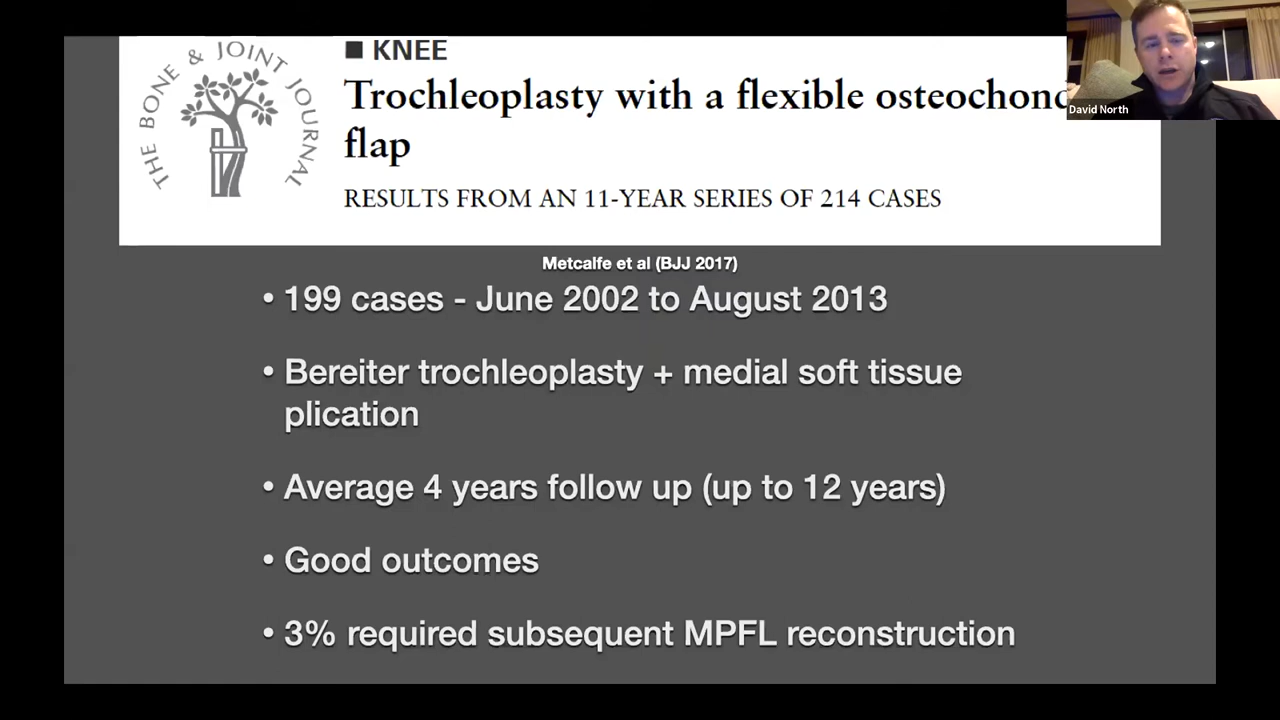 THE BONE & JOINT JOURNAL
■ KNEE
Trochleoplasty with a flexible osteochond
flap
RESULTS FROM AN 11-YEAR SERIES OF 214 CASES
David North
Metcalfe et al (BJJ 2017)
• 199 cases - June 2002 to August 2013
• Bereiter trochleoplasty + medial soft tissue
plication
• Average 4 years follow up (up to 12 years)
• Good outcomes
• 3% required subsequent MPFL reconstruction